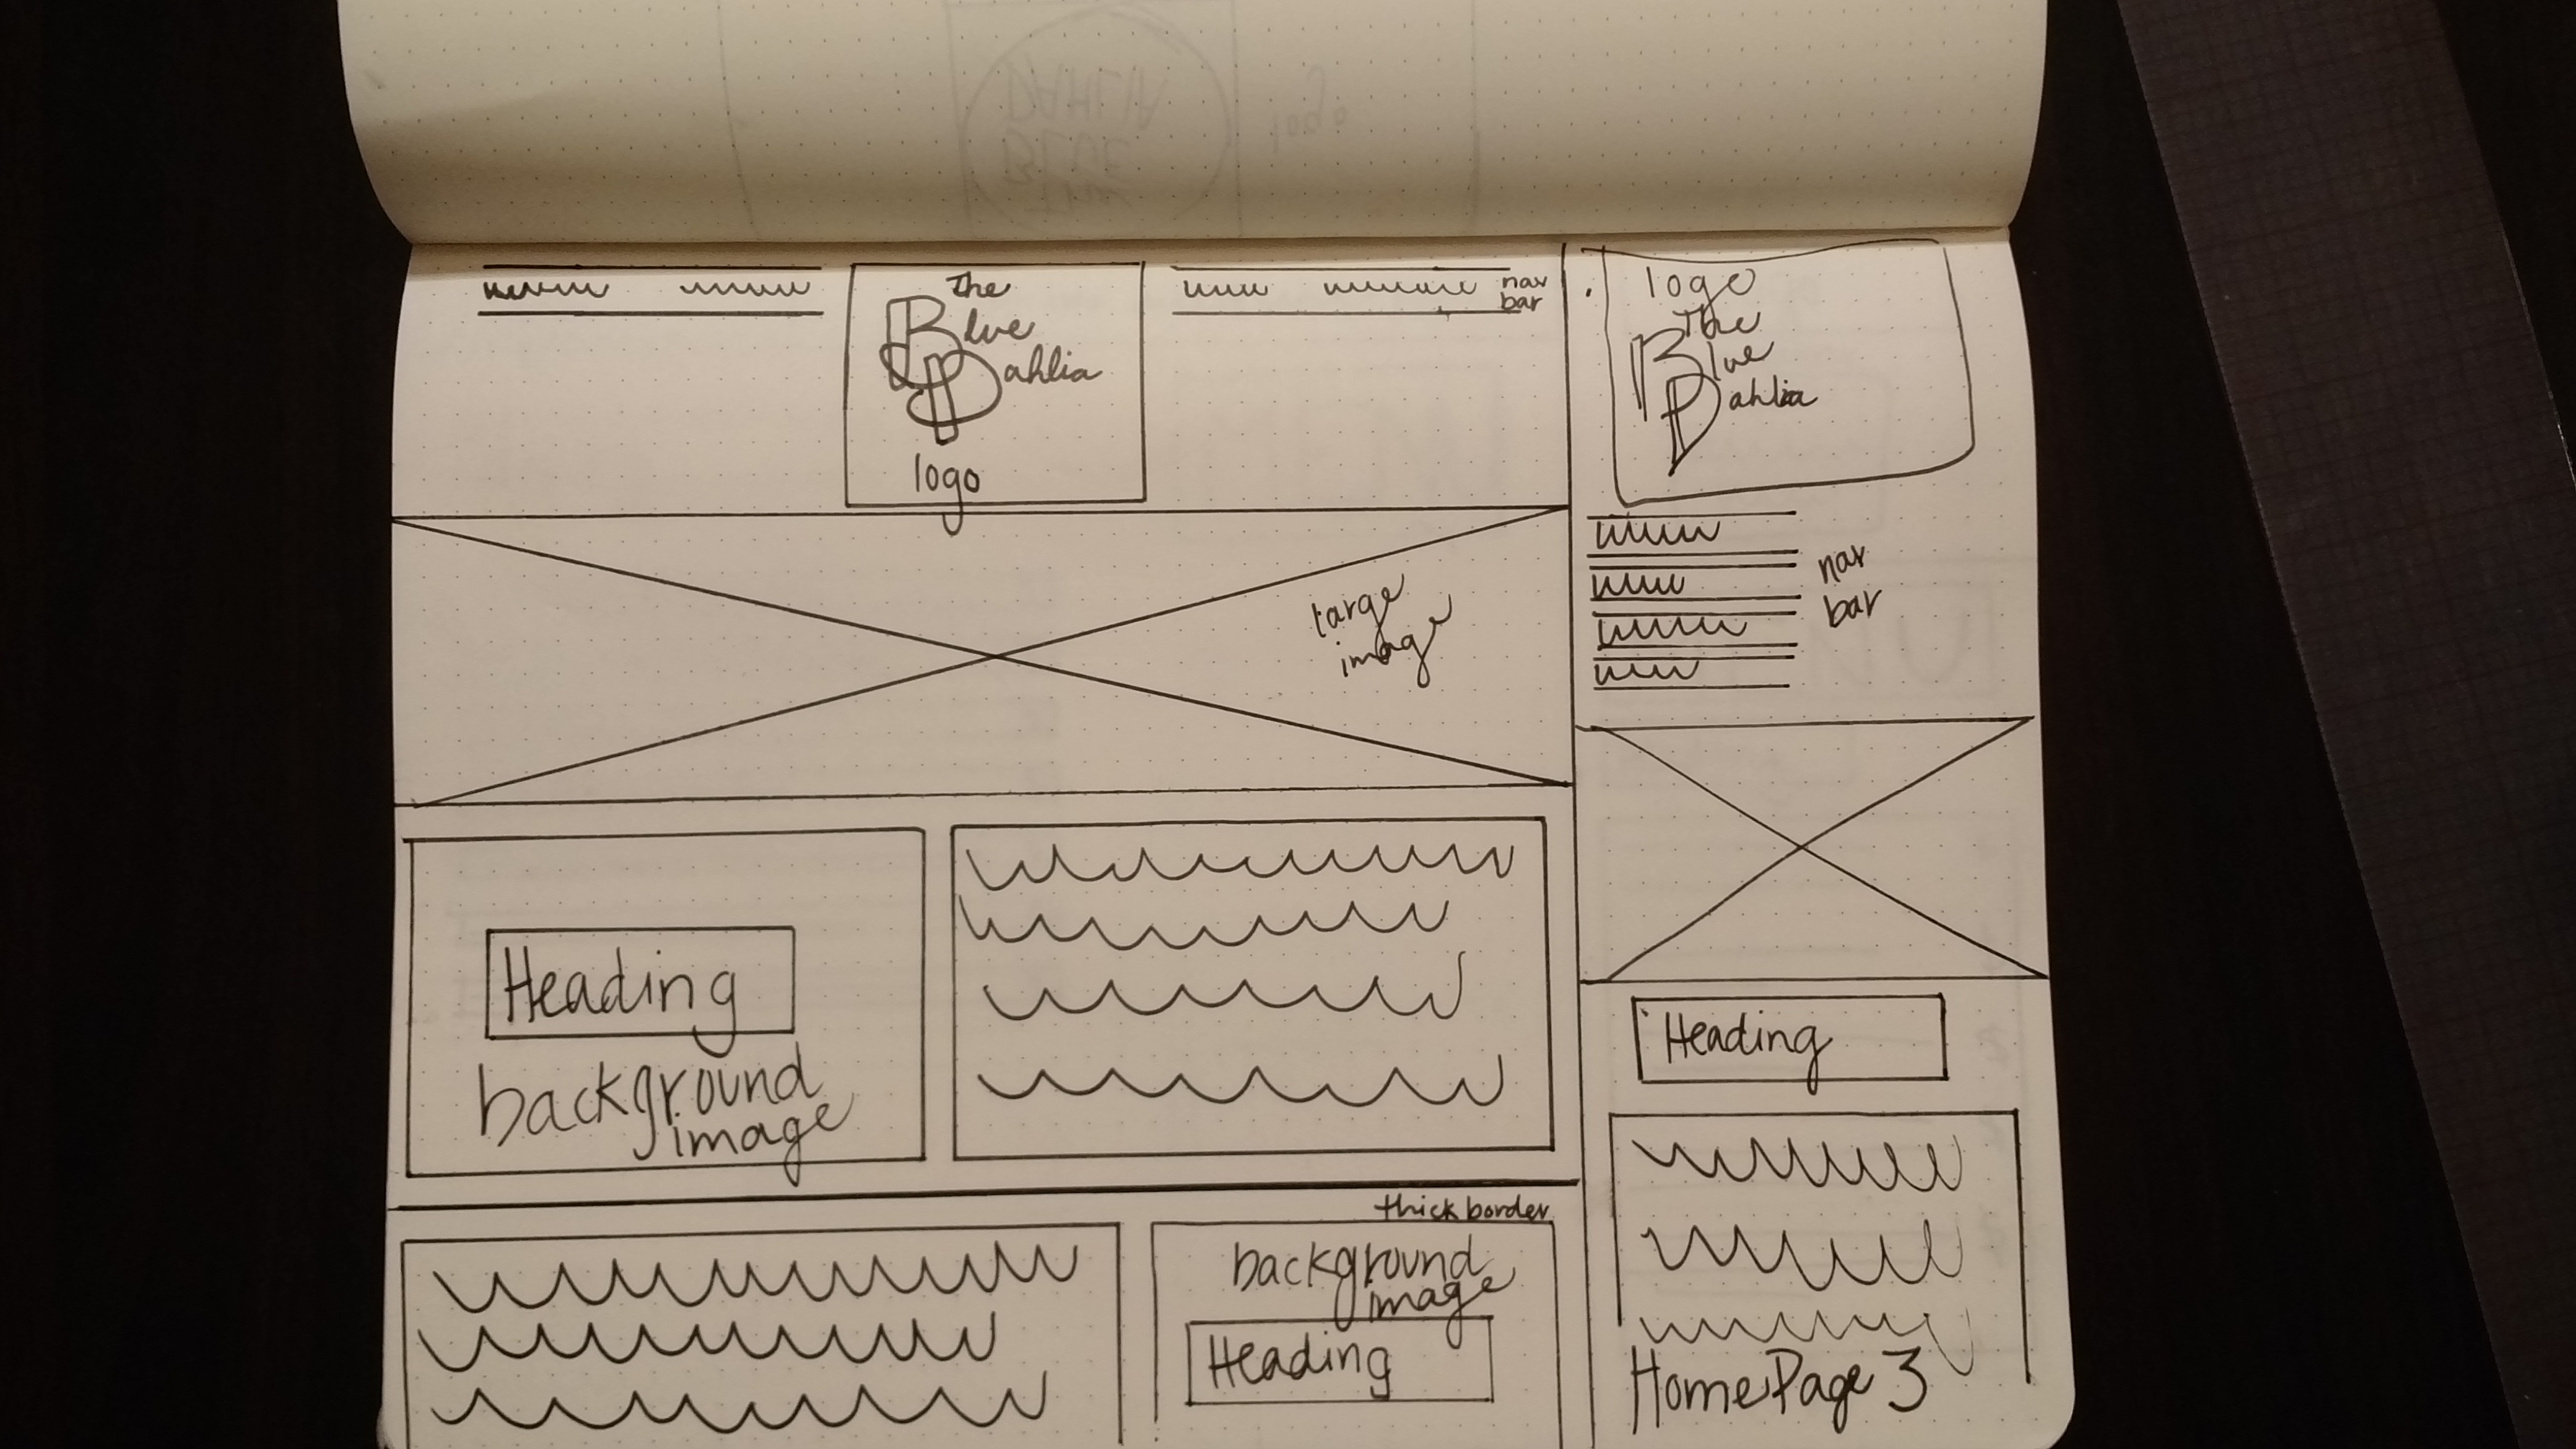 The
Blue
Dahlia
logo
nav
bar
large
image
Heading
background
image
thick border
background
image
Heading
logo
The
Blue
Dahlia
nav
bar
Heading
Home Page 3